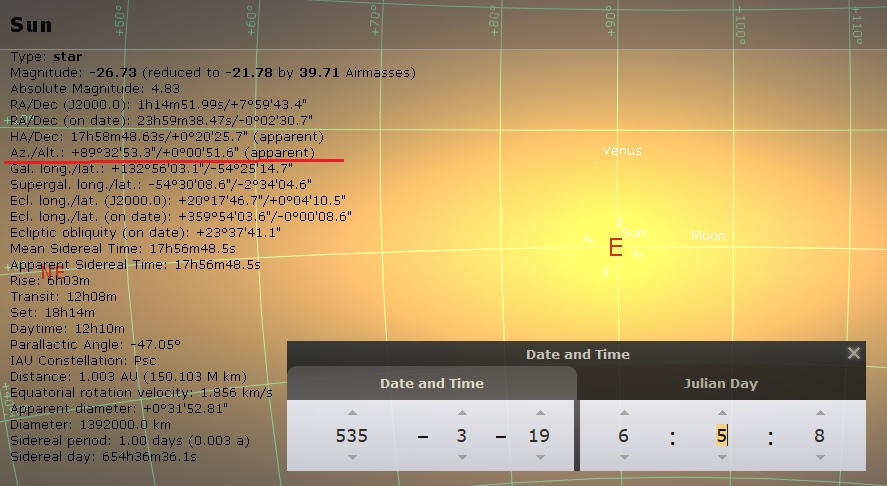 +50°
+60°
+70°
+80°
+90°
+100°
+110°
Sun
Type: star
Magnitude: -26.73 (reduced to -21.78 by 39.71 Airmasses)
Absolute Magnitude: 4.83
RA/Dec (J2000.0): 1h14m51.99s/+7°59'43.4"
RA/Dec (on date): 23h59m38.47s/-0°02'30.7"
HA/Dec: 17h58m48.63s/+0°20'25.7" (apparent)
Az./Alt.: +89°32'53.3"/+0°00'51.6" (apparent)
Gal. long./lat.: +132°56'03.1"/-54°25'14.7"
Supergal. long./lat.: -54°30'08.6"/-2°34'04.6"
Ecl. long./lat. (J2000.0): +20°17'46.7"/+0°04'10.5"
Ecl. long./lat. (on date): +359°54'03.6"/-0°00'08.6"
Ecliptic obliquity (on date): +23°37'41.1"
Mean Sidereal Time: 17h56m48.5s
Apparent Sidereal Time: 17h56m48.5s
Rise: 6h03m
Transit: 12h08m
Set: 18h14m
Daytime: 12h10m
Parallactic Angle: -47.05°
IAU Constellation: Psc
Distance: 1.003 AU (150.103 M km)
Equatorial rotation velocity: 1.856 km/s
Apparent diameter: +0°31'52.81"
Diameter: 1392000.0 km
Sidereal period: 1.00 days (0.003 a)
Sidereal day: 654h36m36.1s
NE
Venus
Sun
E
Moon
Date and Time
Date and Time
Julian Day
535 - 3 - 19
6 : 5 : 8